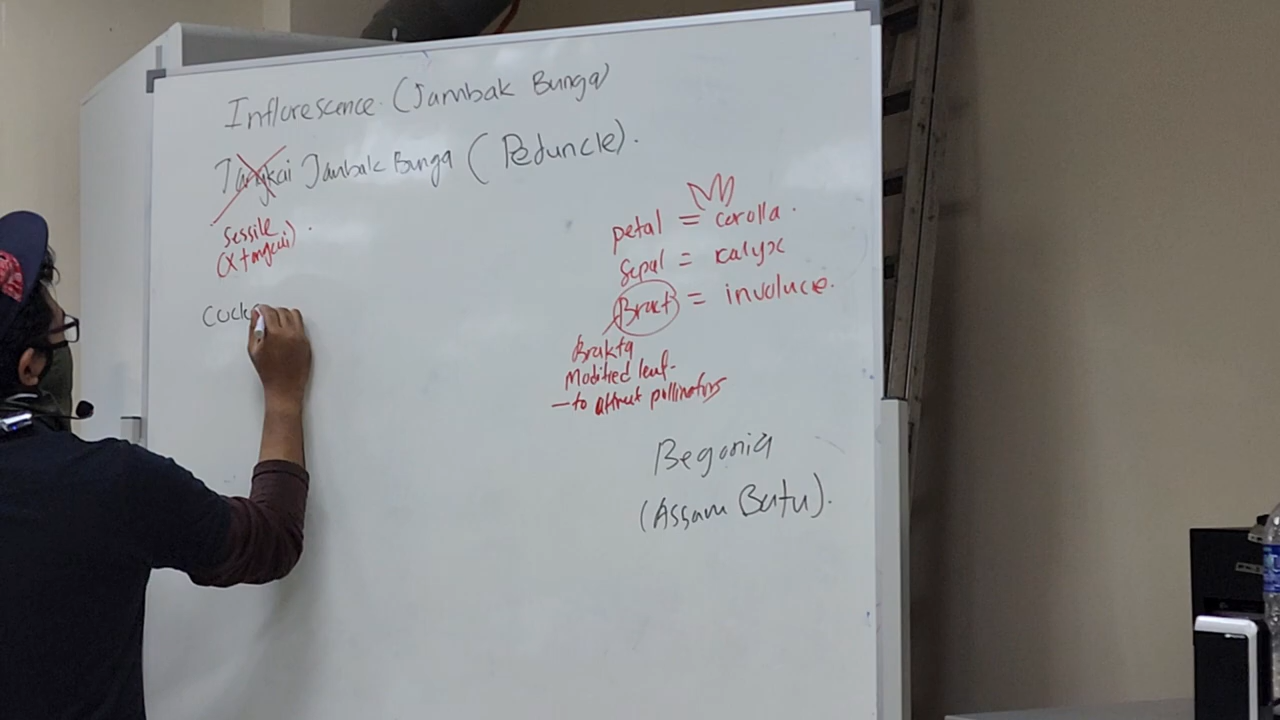 Inflorescence (Jambak Bunga)
Tangkai Jambak Bunga (Peduncle).
Sessile
(X tangkai).
petal = corolla.
Sepal = kalyx
Bract = involucre.
Brakta
Modified leaf
– to attract pollinators
Cock
Begonia
(Assam Batu).